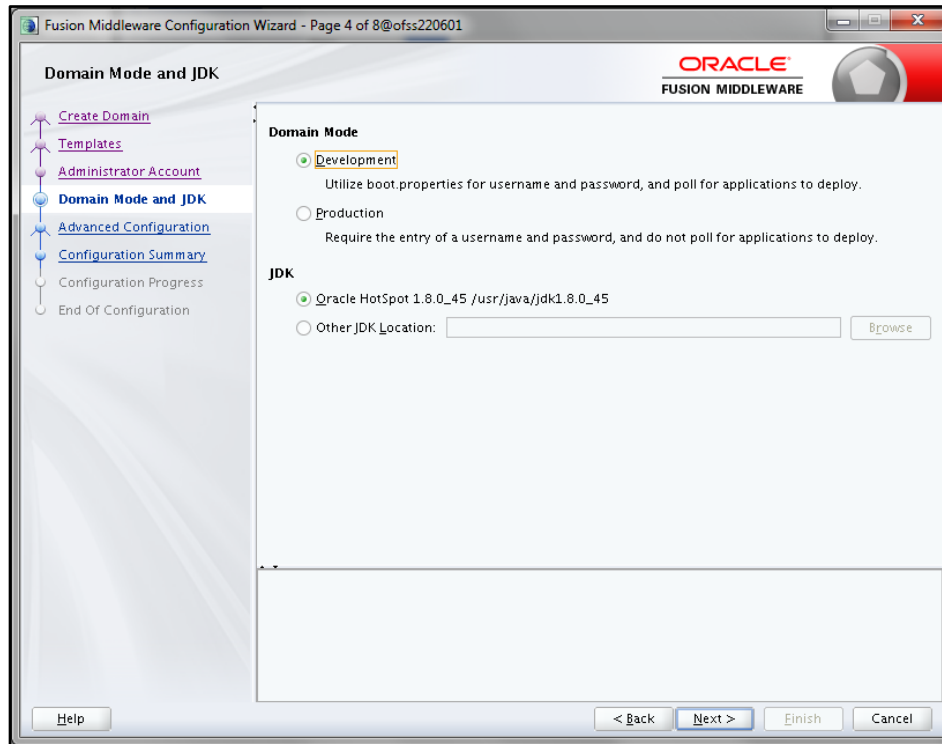 Fusion Middleware Configuration Wizard - Page 4 of 8@ofss220601
Domain Mode and JDK
ORACLE
FUSION MIDDLEWARE
Create Domain
Templates
Administrator Account
Domain Mode and JDK
Advanced Configuration
Configuration Summary
Configuration Progress
End Of Configuration
Domain Mode
Development
Utilize boot.properties for username and password, and poll for applications to deploy.
Production
Require the entry of a username and password, and do not poll for applications to deploy.
JDK
Oracle HotSpot 1.8.0_45 /usr/java/jdk1.8.0_45
Other JDK Location:
Browse
Help
< Back
Next >
Finish
Cancel